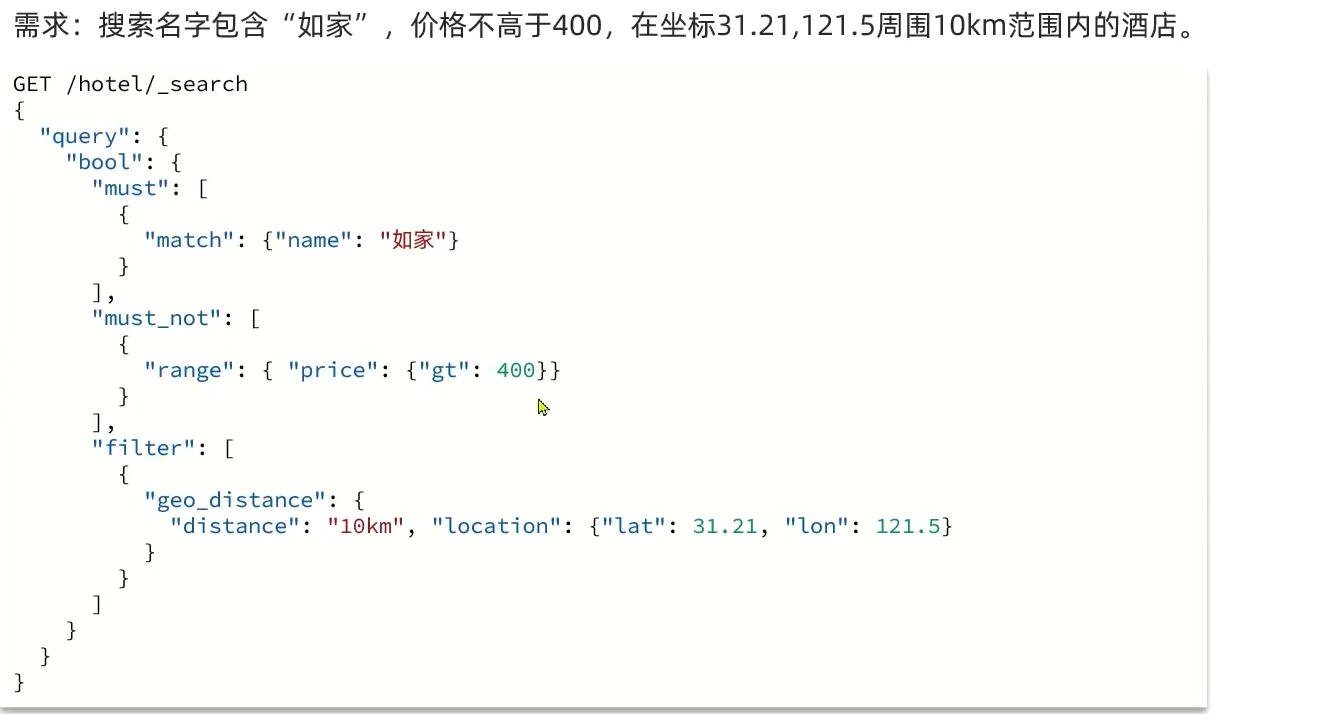 需求：搜索名字包含“如家”，价格不高于400，在坐标31.21,121.5周围10km范围内的酒店。
GET /hotel/_search
{
  "query": {
    "bool": {
      "must": [
        {
          "match": {"name": "如家"}
        }
      ],
      "must_not": [
        {
          "range": { "price": {"gt": 400}}
        }
      ],
      "filter": [
        {
          "geo_distance": {
            "distance": "10km", "location": {"lat": 31.21, "lon": 121.5}
          }
        }
      ]
    }
  }
}